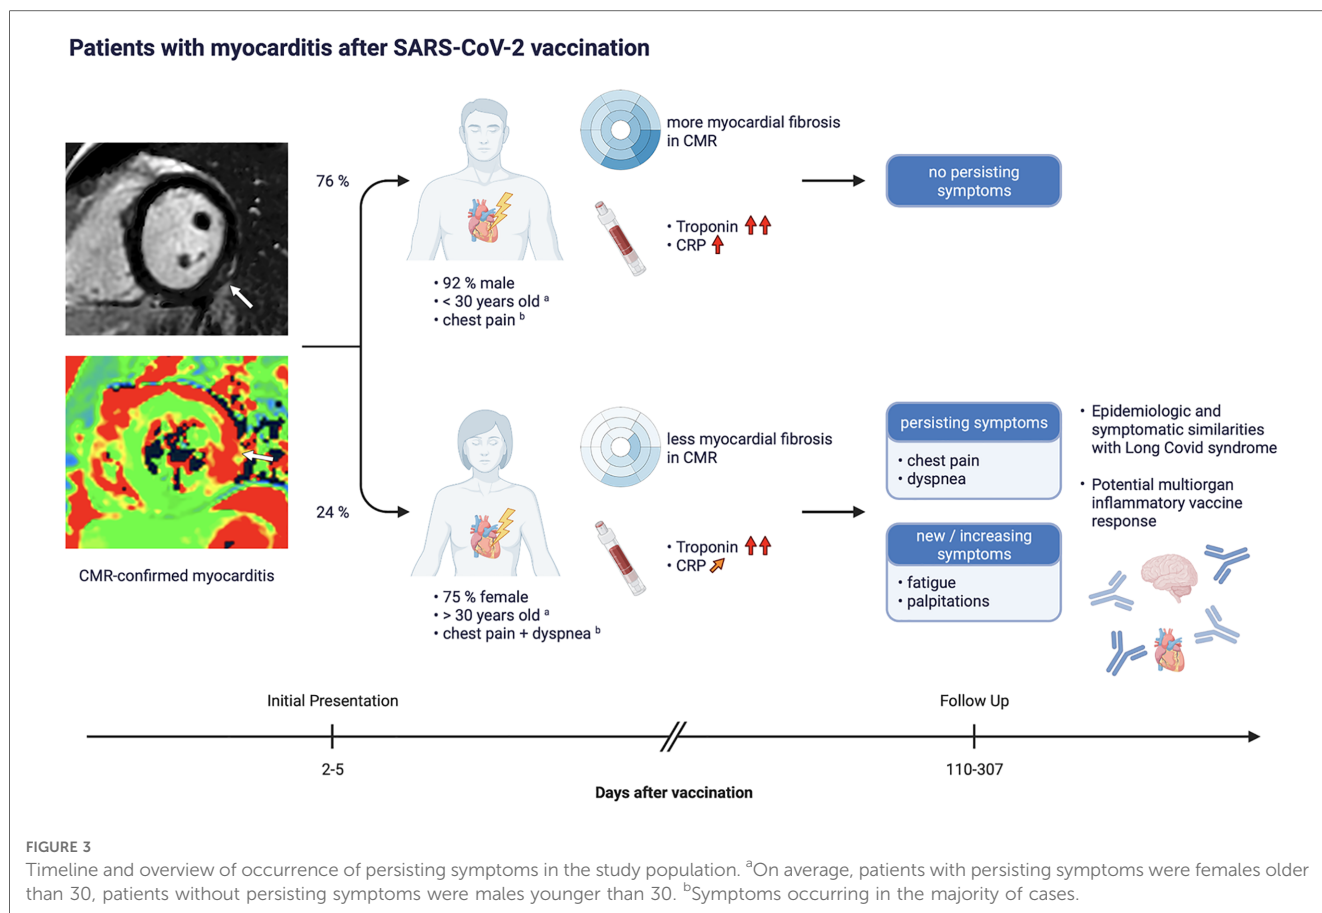 Patients with myocarditis after SARS-CoV-2 vaccination
CMR-confirmed myocarditis
76 %
• 92 % male
• < 30 years old ᵃ
• chest pain ᵇ
more myocardial fibrosis
in CMR
• Troponin
• CRP
no persisting
symptoms
24 %
• 75 % female
• > 30 years old ᵃ
• chest pain + dyspnea ᵇ
less myocardial fibrosis
in CMR
• Troponin
• CRP
persisting symptoms
• chest pain
• dyspnea
new / increasing
symptoms
• fatigue
• palpitations
• Epidemiologic and
symptomatic similarities
with Long Covid syndrome
• Potential multiorgan
inflammatory vaccine
response
Initial Presentation
Follow Up
2-5
110-307
Days after vaccination
FIGURE 3
Timeline and overview of occurrence of persisting symptoms in the study population. ᵃOn average, patients with persisting symptoms were females older
than 30, patients without persisting symptoms were males younger than 30. ᵇSymptoms occurring in the majority of cases.